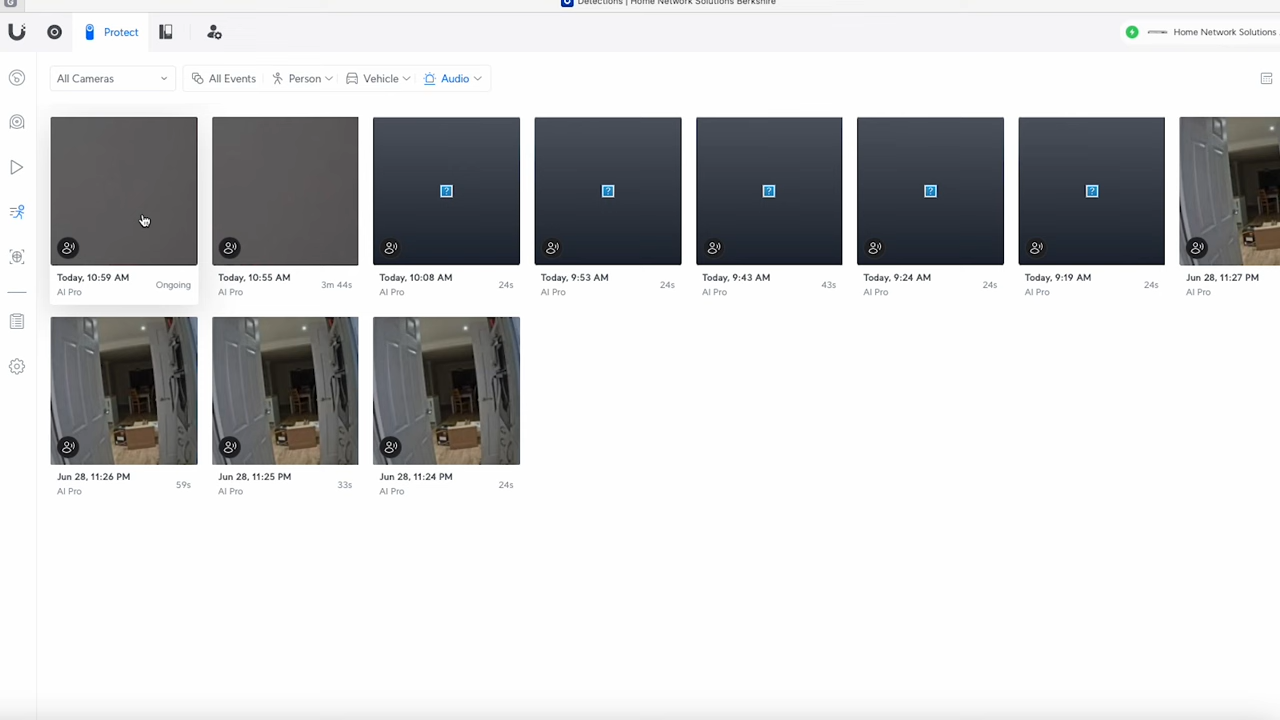 Detections | Home Network Solutions Berkshire
Protect
Home Network Solutions
All Cameras
All Events
Person
Vehicle
Audio
?
?
?
?
?
Today, 10:59 AM
AI Pro
Ongoing
Today, 10:55 AM
AI Pro
3m 44s
Today, 10:08 AM
AI Pro
24s
Today, 9:53 AM
AI Pro
24s
Today, 9:43 AM
AI Pro
43s
Today, 9:24 AM
AI Pro
24s
Today, 9:19 AM
AI Pro
24s
Jun 28, 11:27 PM
AI Pro
Jun 28, 11:26 PM
AI Pro
59s
Jun 28, 11:25 PM
AI Pro
33s
Jun 28, 11:24 PM
AI Pro
24s